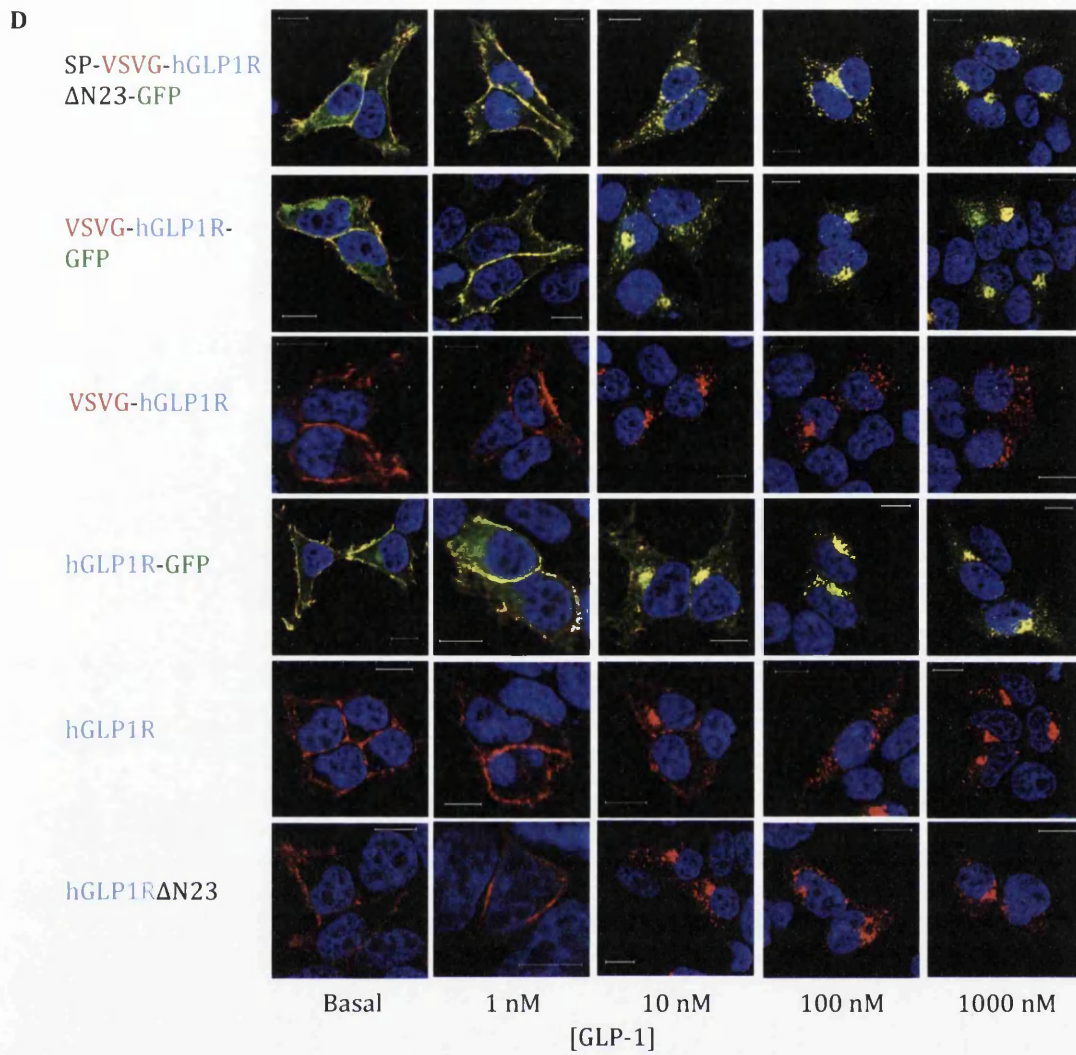 D
SP-VSVG-hGLP1R
ΔN23-GFP
VSVG-hGLP1R-
GFP
VSVG-hGLP1R
hGLP1R-GFP
hGLP1R
hGLP1RΔN23
Basal 1 nM 10 nM 100 nM 1000 nM
[GLP-1]